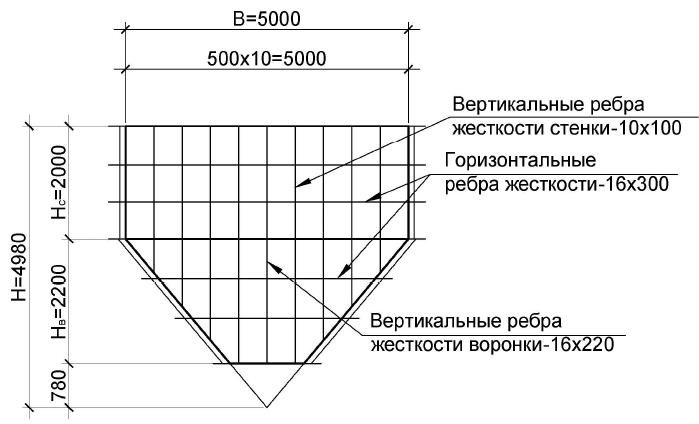 B=5000
500x10=5000
Вертикальные ребра
жесткости стенки-10x100
Горизонтальные
ребра жесткости-16x300
Hс=2000
H=4980
Hв=2200
Вертикальные ребра
жесткости воронки-16x220
780